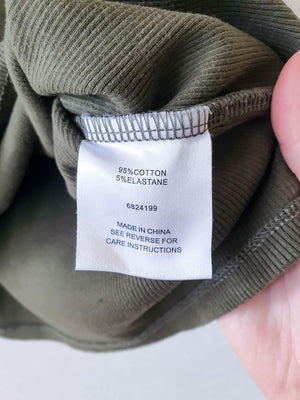 95%COTTON
5%ELASTANE
6824199
MADE IN CHINA
SEE REVERSE FOR
CARE INSTRUCTIONS